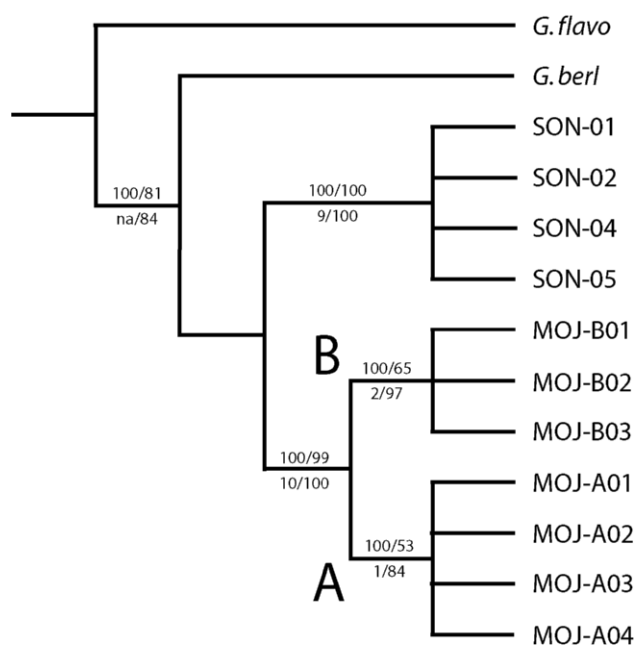 G. flavo
G. berl
SON-01
100/81
100/100
SON-02
na/84
9/100
SON-04
SON-05
MOJ-B01
B
100/65
MOJ-B02
2/97
MOJ-B03
100/99
MOJ-A01
10/100
MOJ-A02
100/53
A
1/84
MOJ-A03
MOJ-A04